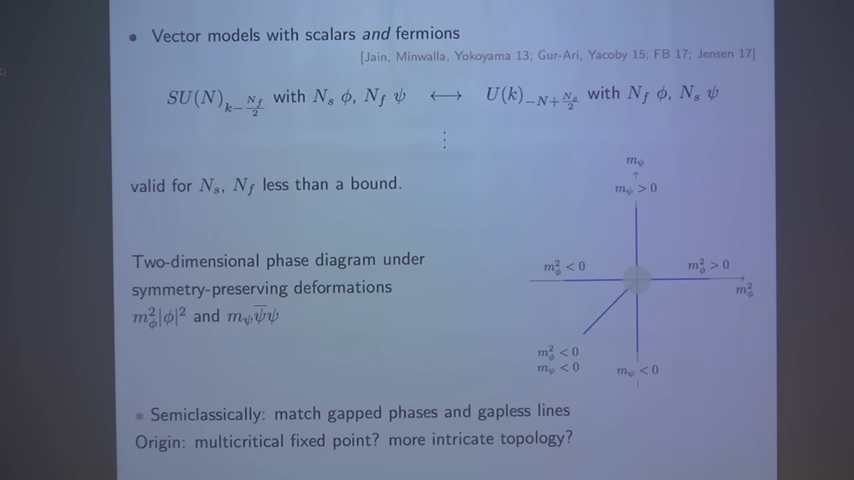 • Vector models with scalars and fermions
[Jain, Minwalla, Yokoyama 13; Gur-Ari, Yacoby 15; FB 17; Jensen 17]
SU(N)_{k-\frac{N_f}{2}} with N_s ϕ, N_f ψ ⟷ U(k)_{-N+\frac{N_s}{2}} with N_f ϕ, N_s ψ
⋮
valid for N_s, N_f less than a bound.
m_ψ
↑
m_ψ > 0
Two-dimensional phase diagram under
symmetry-preserving deformations
m_ϕ^2|ϕ|^2 and m_ψ\overline{ψ}ψ
m_ϕ^2 < 0
m_ϕ^2 > 0
m_ϕ^2
m_ϕ^2 < 0
m_ψ < 0
m_ψ < 0
* Semiclassically: match gapped phases and gapless lines
Origin: multicritical fixed point? more intricate topology?